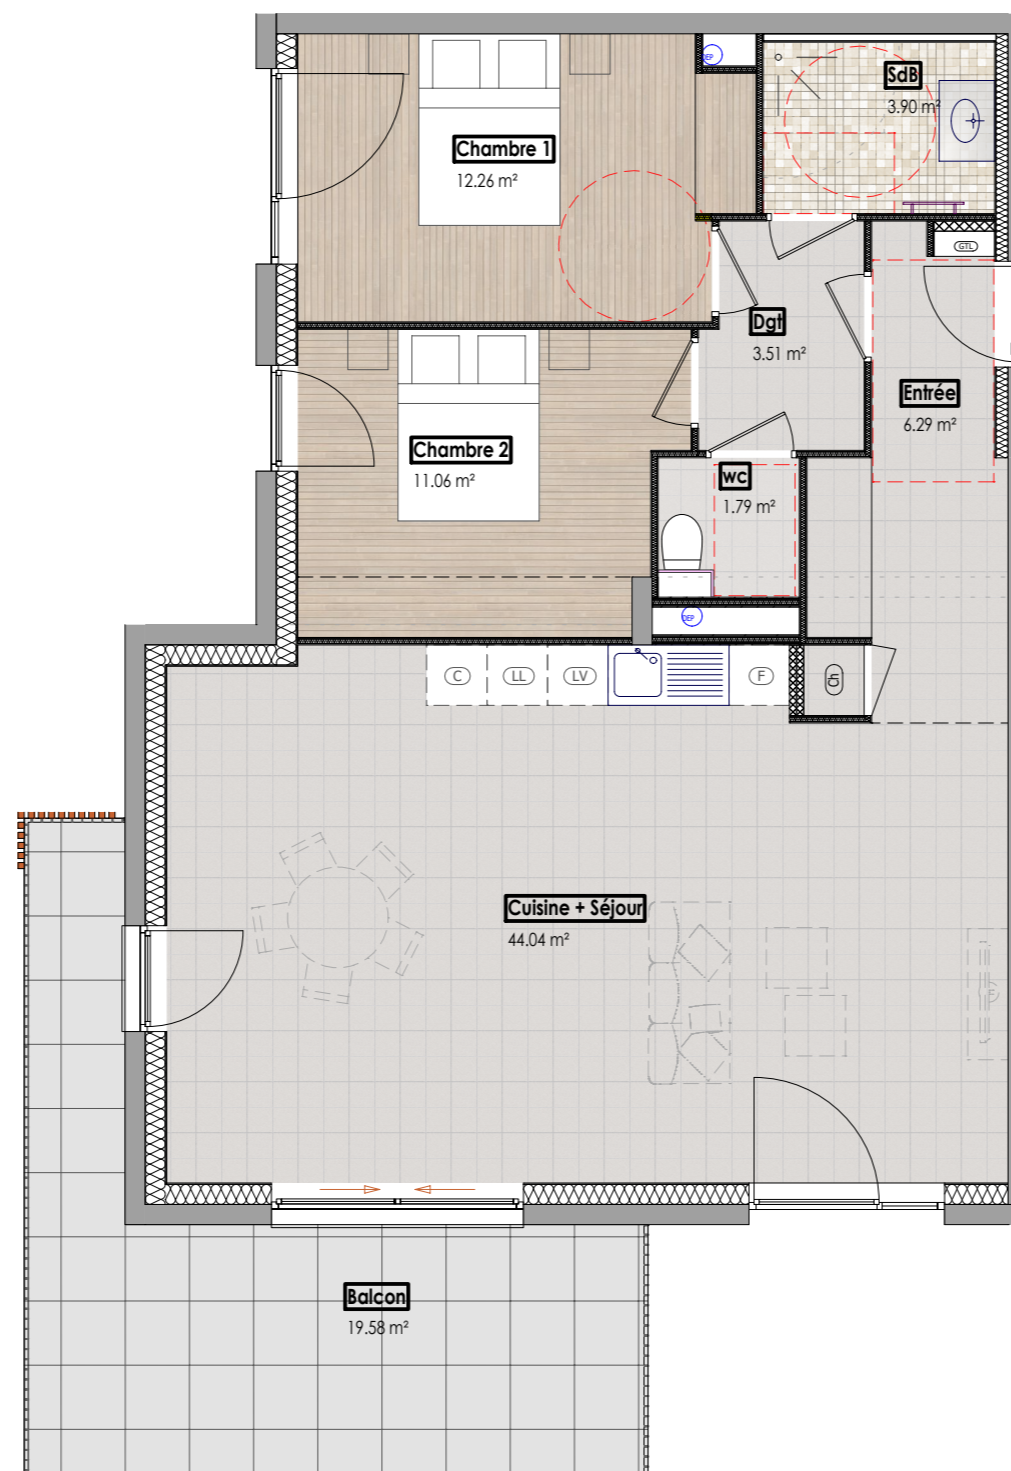 DEP
SdB
3.90 m²
Chambre 1
12.26 m²
GTL
Dgt
3.51 m²
Entrée
6.29 m²
Chambre 2
11.06 m²
wc
1.79 m²
DEP
C
LL
LV
F
Ch
Cuisine + Séjour
44.04 m²
Balcon
19.58 m²